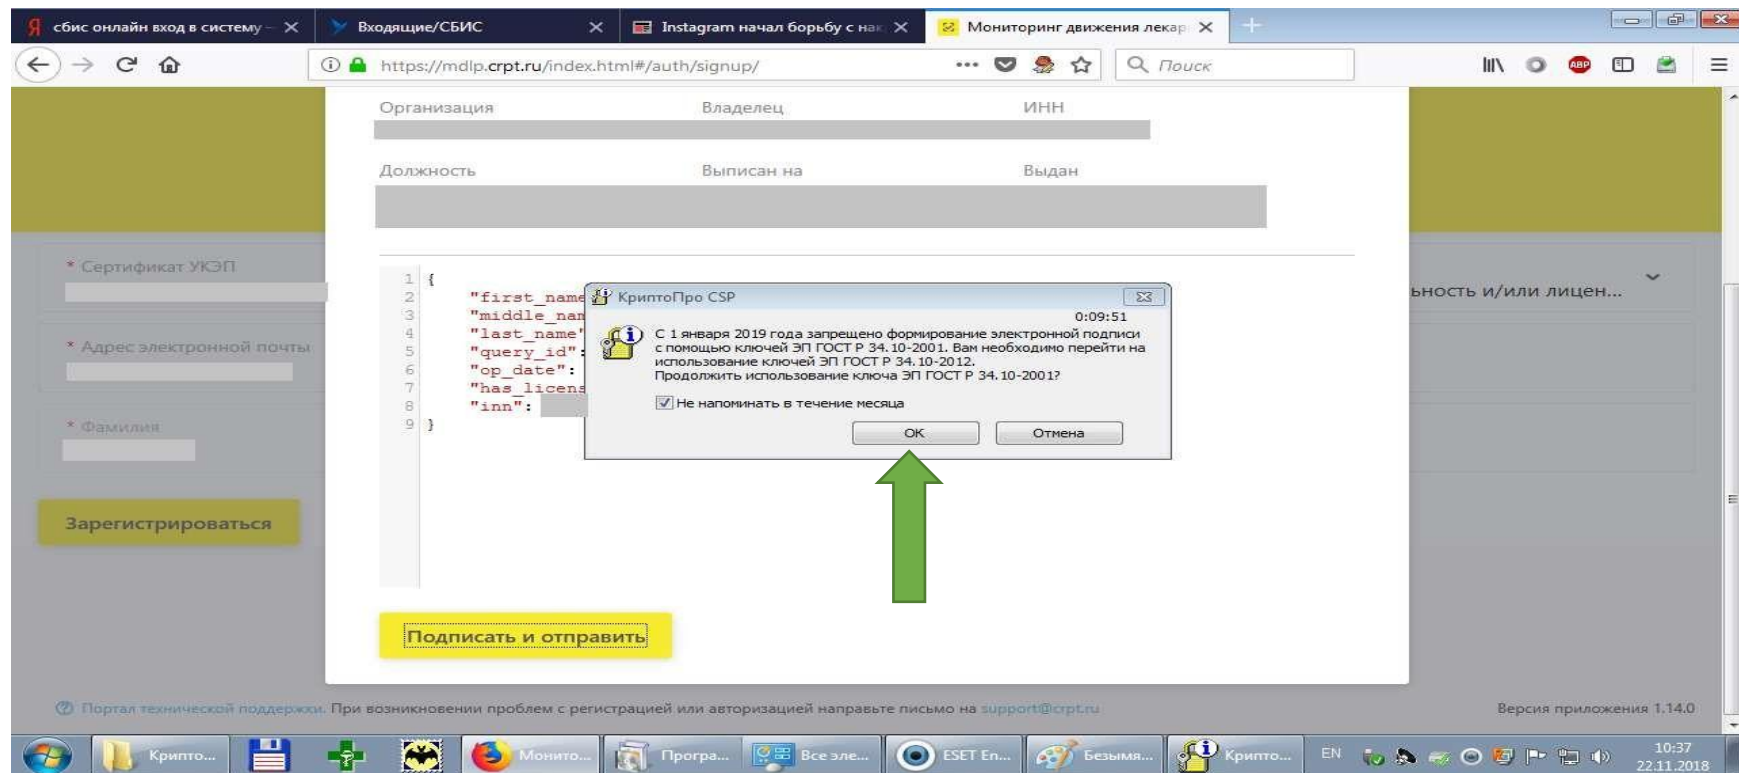 сбис онлайн вход в систему –
Входящие/СБИС
Instagram начал борьбу с нак
Мониторинг движения лекар
https://mdlp.crpt.ru/index.html#/auth/signup/
Поиск
ABP
Организация Владелец ИНН
Должность Выписан на Выдан
* Сертификат УКЭП
ьность и/или лицен...
* Адрес электронной почты
* Фамилия
Зарегистрироваться
1 {
2 "first_name
3 "middle_nam
4 "last_name"
5 "query_id":
6 "op_date":
7 "has_licens
8 "inn":
9 }
КриптоПро CSP
0:09:51
С 1 января 2019 года запрещено формирование электронной подписи
с помощью ключей ЭП ГОСТ Р 34.10-2001. Вам необходимо перейти на
использование ключей ЭП ГОСТ Р 34.10-2012.
Продолжить использование ключа ЭП ГОСТ Р 34.10-2001?
Не напоминать в течение месяца
ОК Отмена
Подписать и отправить
Портал технической поддержки. При возникновении проблем с регистрацией или авторизацией направьте письмо на support@crpt.ru
Версия приложения 1.14.0
Крипто...
Монито...
Програ...
Все эле...
ESET En...
Безымя...
Крипто...
EN
10:37
22.11.2018